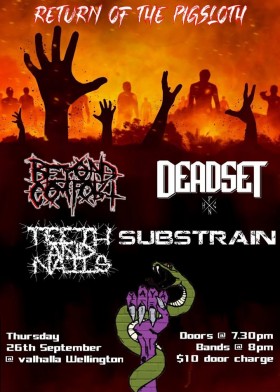 RETURN OF THE PIGSLOTH
BEYOND
COMFORT
DEADSET
TEETH
AND
NAILS
SUBSTRAIN
Thursday
26th September
@ valhalla Wellington
Doors @ 7.30pm
Bands @ 8pm
$10 door charge